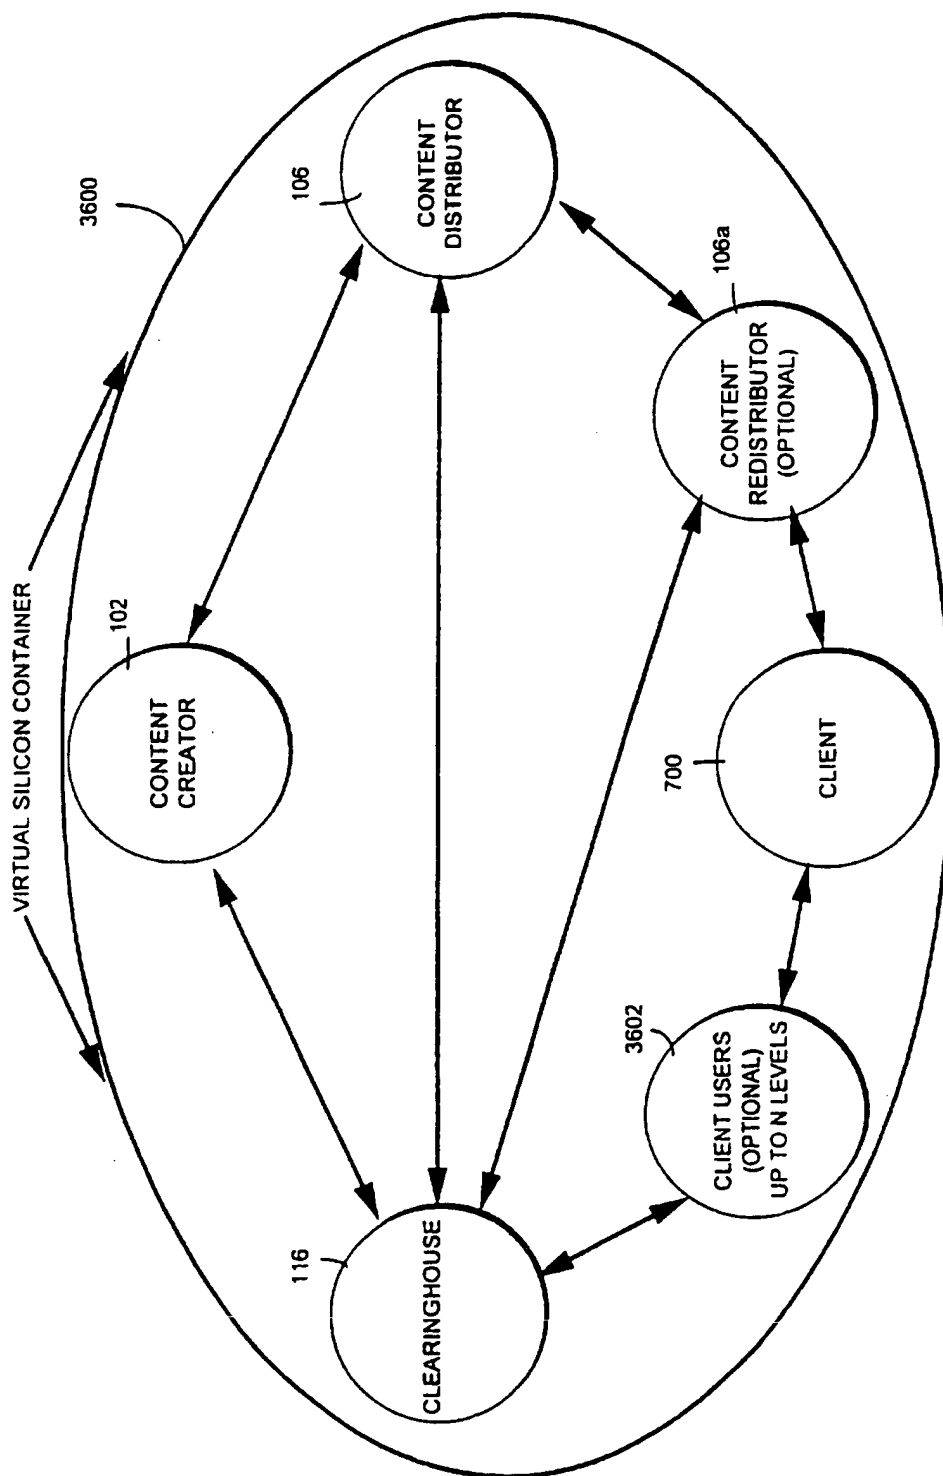 VIRTUAL SILICON CONTAINER
3600
102
CONTENT
CREATOR
106
CONTENT
DISTRIBUTOR
116
CLEARINGHOUSE
106a
CONTENT
REDISTRIBUTOR
(OPTIONAL)
3602
CLIENT USERS
(OPTIONAL)
UP TO N LEVELS
700
CLIENT